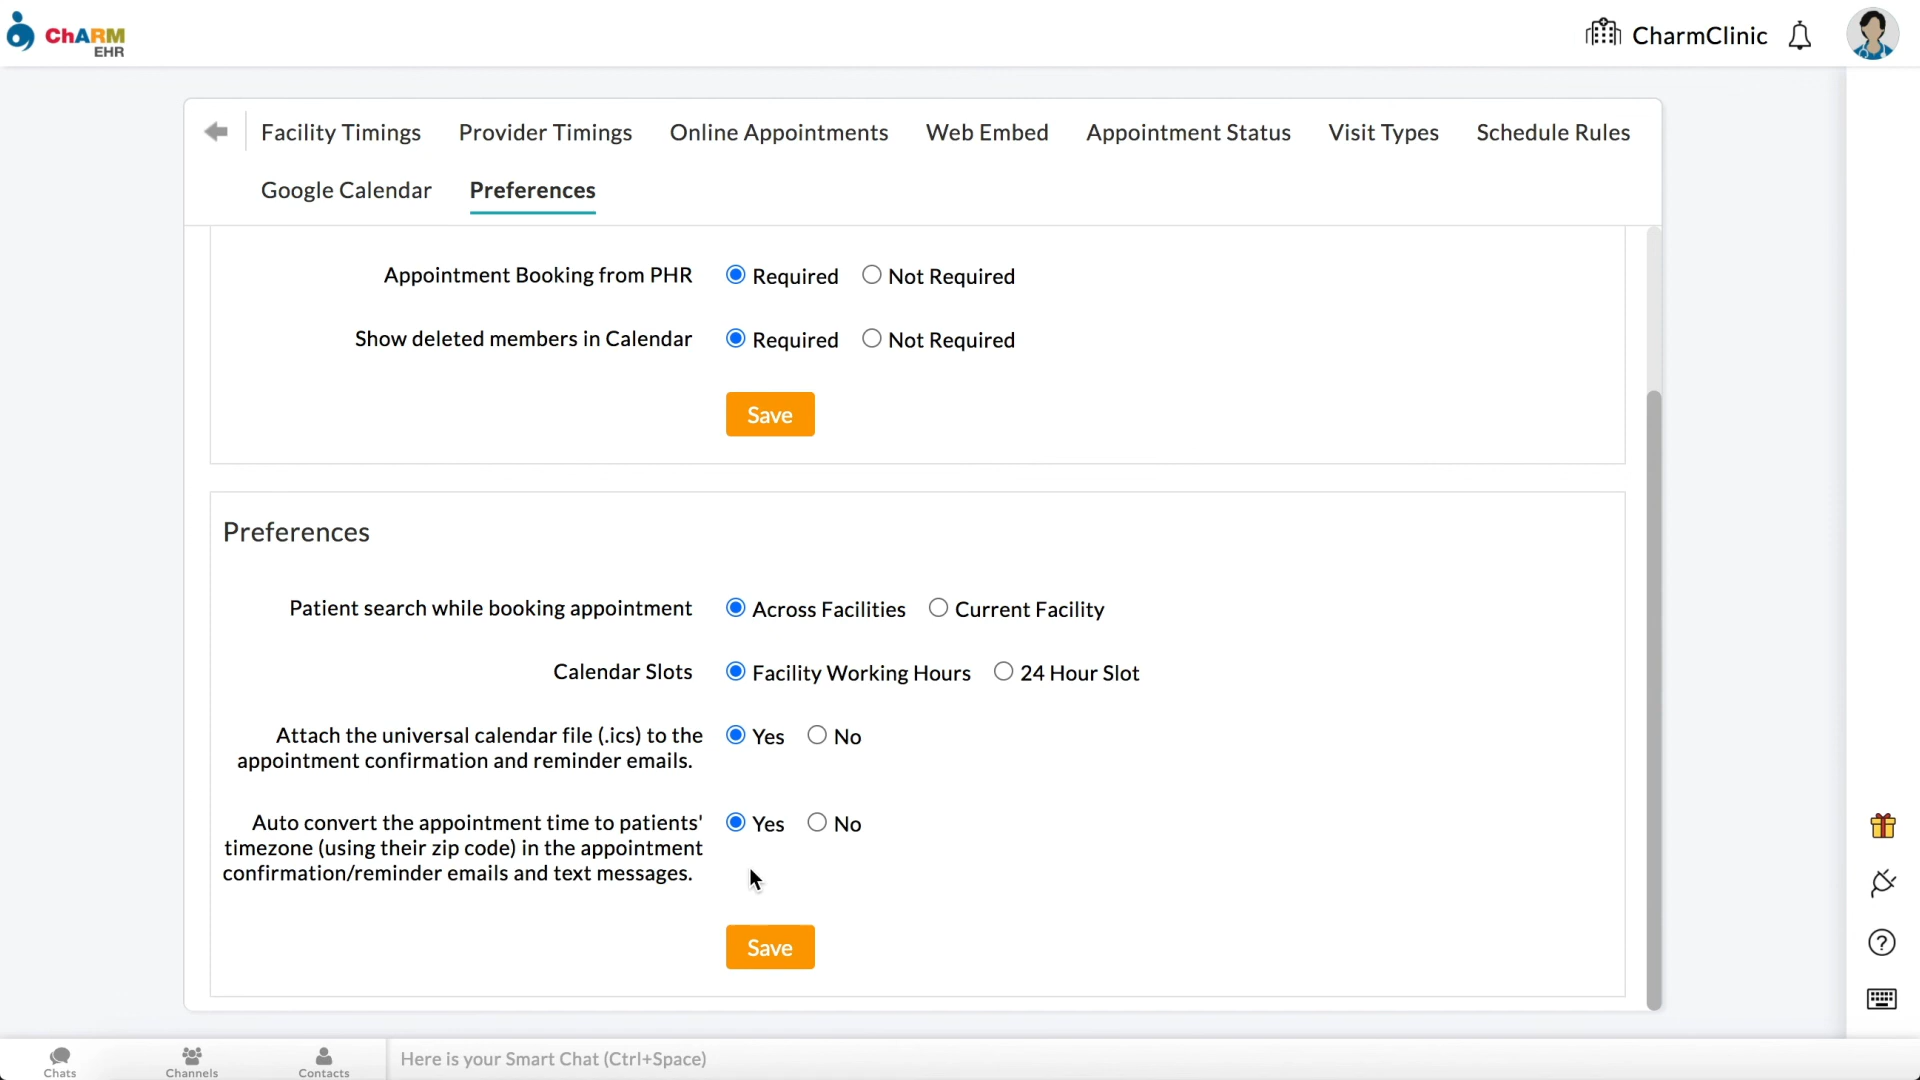 ChARM
EHR
CharmClinic
Facility Timings Provider Timings Online Appointments Web Embed Appointment Status Visit Types Schedule Rules
Google Calendar Preferences
Appointment Booking from PHR Required Not Required
Show deleted members in Calendar Required Not Required
Save
Preferences
Patient search while booking appointment Across Facilities Current Facility
Calendar Slots Facility Working Hours 24 Hour Slot
Attach the universal calendar file (.ics) to the Yes No
appointment confirmation and reminder emails.
Auto convert the appointment time to patients' Yes No
timezone (using their zip code) in the appointment
confirmation/reminder emails and text messages.
Save
Here is your Smart Chat (Ctrl+Space)
Chats Channels Contacts